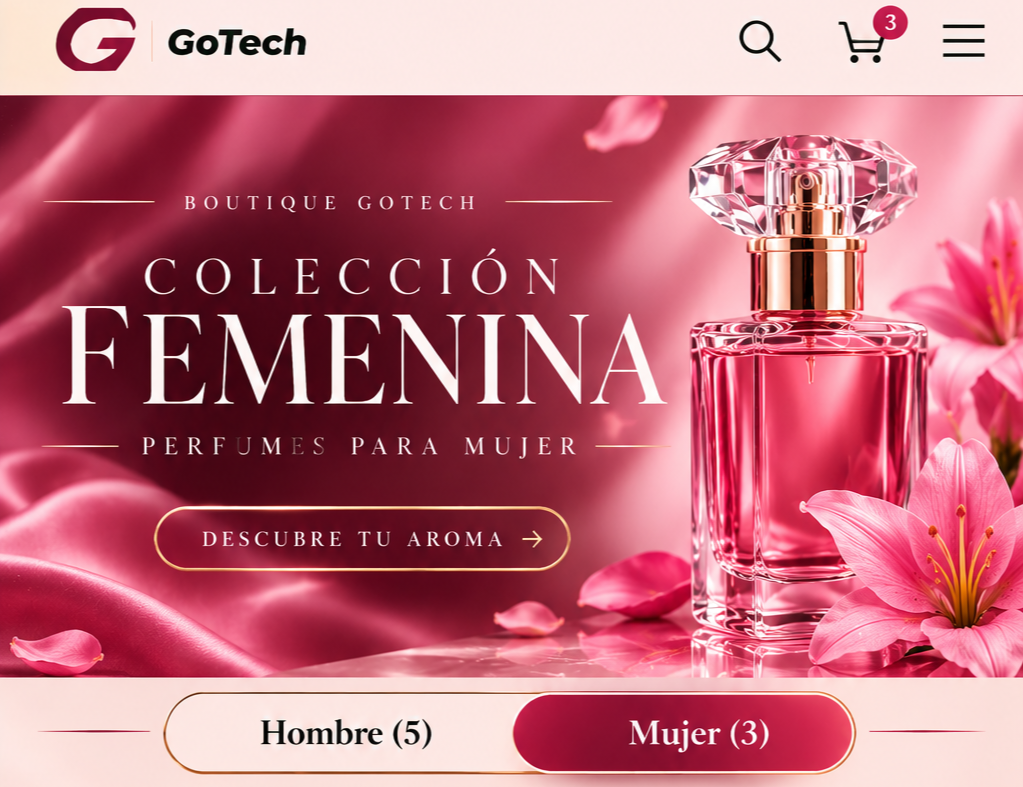 GoTech
3
BOUTIQUE GOTECH
COLECCIÓN
FEMENINA
PERFUMES PARA MUJER
DESCUBRE TU AROMA →
Hombre (5)
Mujer (3)